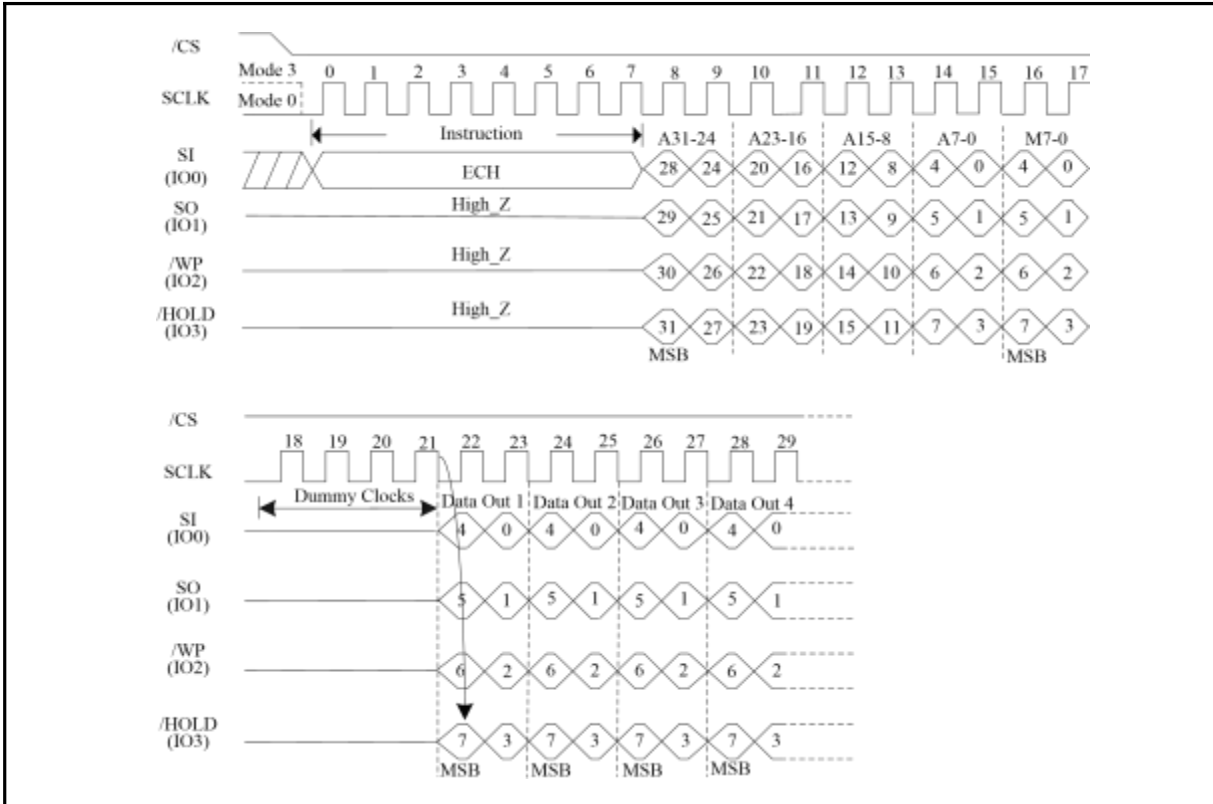 /CS
Mode 3 0 1 2 3 4 5 6 7 8 9 10 11 12 13 14 15 16 17
SCLK Mode 0
Instruction A31-24 A23-16 A15-8 A7-0 M7-0
SI
(IO0)
ECH 28 24 20 16 12 8 4 0 4 0
High_Z
SO
(IO1)
29 25 21 17 13 9 5 1 5 1
High_Z
/WP
(IO2)
30 26 22 18 14 10 6 2 6 2
High_Z
/HOLD
(IO3)
31 27 23 19 15 11 7 3 7 3
MSB MSB
/CS
18 19 20 21 22 23 24 25 26 27 28 29
SCLK
Dummy Clocks Data Out 1 Data Out 2 Data Out 3 Data Out 4
SI
(IO0)
4 0 4 0 4 0 4 0
SO
(IO1)
5 1 5 1 5 1 5 1
/WP
(IO2)
6 2 6 2 6 2 6 2
/HOLD
(IO3)
7 3 7 3 7 3 7 3
MSB MSB MSB MSB